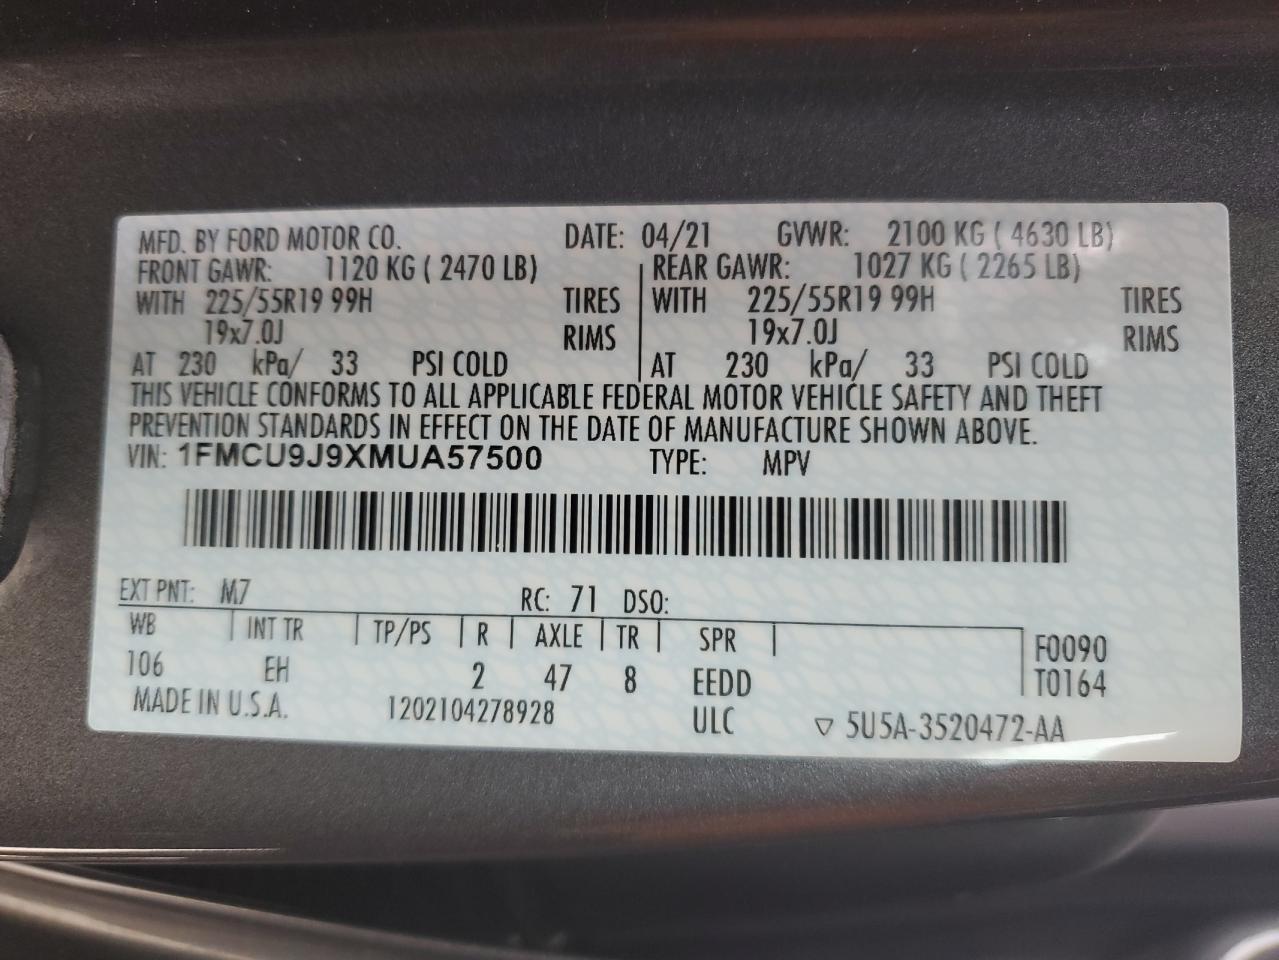 MFD. BY FORD MOTOR CO. DATE: 04/21 GVWR: 2100 KG ( 4630 LB)
FRONT GAWR: 1120 KG ( 2470 LB) REAR GAWR: 1027 KG ( 2265 LB)
WITH 225/55R19 99H TIRES WITH 225/55R19 99H TIRES
19x7.0J RIMS 19x7.0J RIMS
AT 230 kPa/ 33 PSI COLD AT 230 kPa/ 33 PSI COLD
THIS VEHICLE CONFORMS TO ALL APPLICABLE FEDERAL MOTOR VEHICLE SAFETY AND THEFT
PREVENTION STANDARDS IN EFFECT ON THE DATE OF MANUFACTURE SHOWN ABOVE.
VIN: 1FMCU9J9XMUA57500 TYPE: MPV
EXT PNT: M7 RC: 71 DSO:
WB INT TR TP/PS R AXLE TR SPR F0090
106 EH 2 47 8 EEDD T0164
MADE IN U.S.A. 1202104278928 ULC ▽ 5U5A-3520472-AA